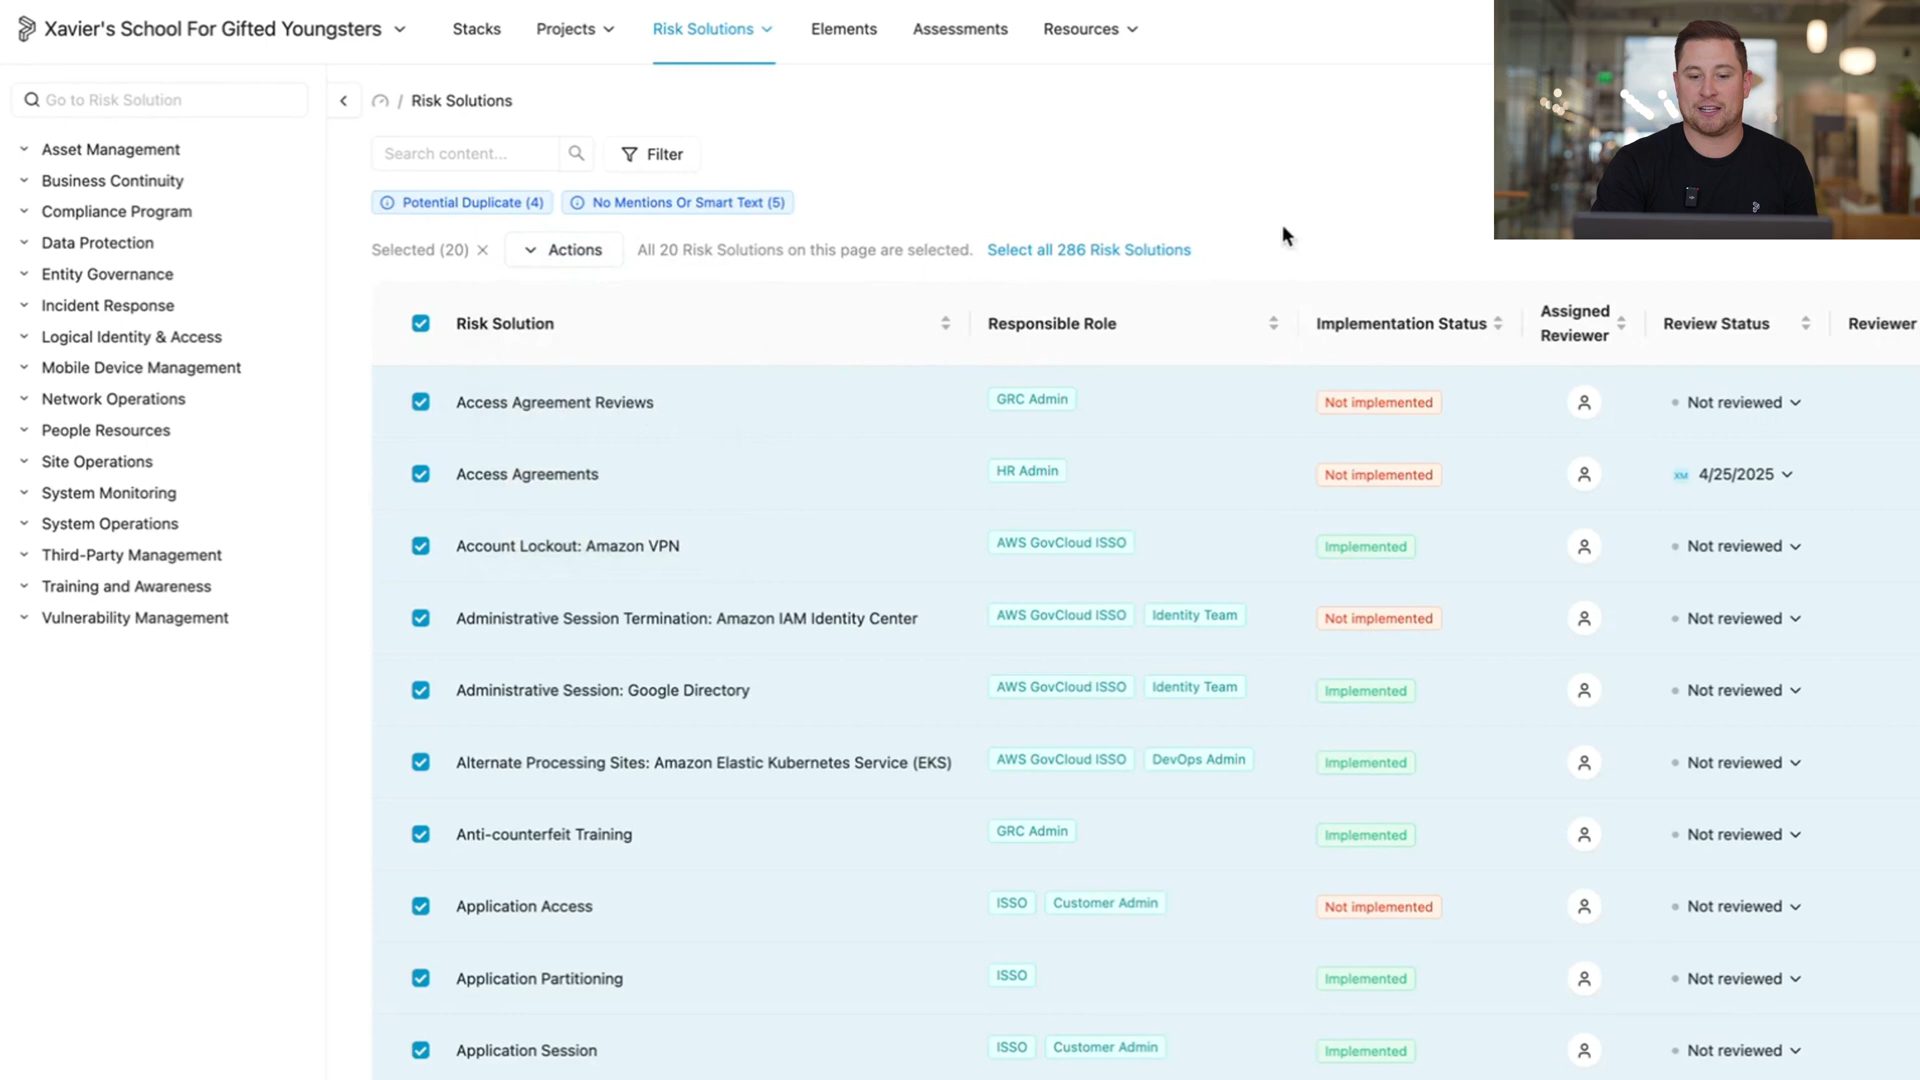 Xavier's School For Gifted Youngsters
Stacks
Projects
Risk Solutions
Elements
Assessments
Resources
Go to Risk Solution
Asset Management
Business Continuity
Compliance Program
Data Protection
Entity Governance
Incident Response
Logical Identity & Access
Mobile Device Management
Network Operations
People Resources
Site Operations
System Monitoring
System Operations
Third-Party Management
Training and Awareness
Vulnerability Management
/ Risk Solutions
Search content...
Filter
Potential Duplicate (4)
No Mentions Or Smart Text (5)
Selected (20)
Actions
All 20 Risk Solutions on this page are selected.
Select all 286 Risk Solutions
Risk Solution
Responsible Role
Implementation Status
Assigned
Reviewer
Review Status
Reviewer
Access Agreement Reviews
GRC Admin
Not implemented
Not reviewed
Access Agreements
HR Admin
Not implemented
XM
4/25/2025
Account Lockout: Amazon VPN
AWS GovCloud ISSO
Implemented
Not reviewed
Administrative Session Termination: Amazon IAM Identity Center
AWS GovCloud ISSO
Identity Team
Not implemented
Not reviewed
Administrative Session: Google Directory
AWS GovCloud ISSO
Identity Team
Implemented
Not reviewed
Alternate Processing Sites: Amazon Elastic Kubernetes Service (EKS)
AWS GovCloud ISSO
DevOps Admin
Implemented
Not reviewed
Anti-counterfeit Training
GRC Admin
Implemented
Not reviewed
Application Access
ISSO
Customer Admin
Not implemented
Not reviewed
Application Partitioning
ISSO
Implemented
Not reviewed
Application Session
ISSO
Customer Admin
Implemented
Not reviewed